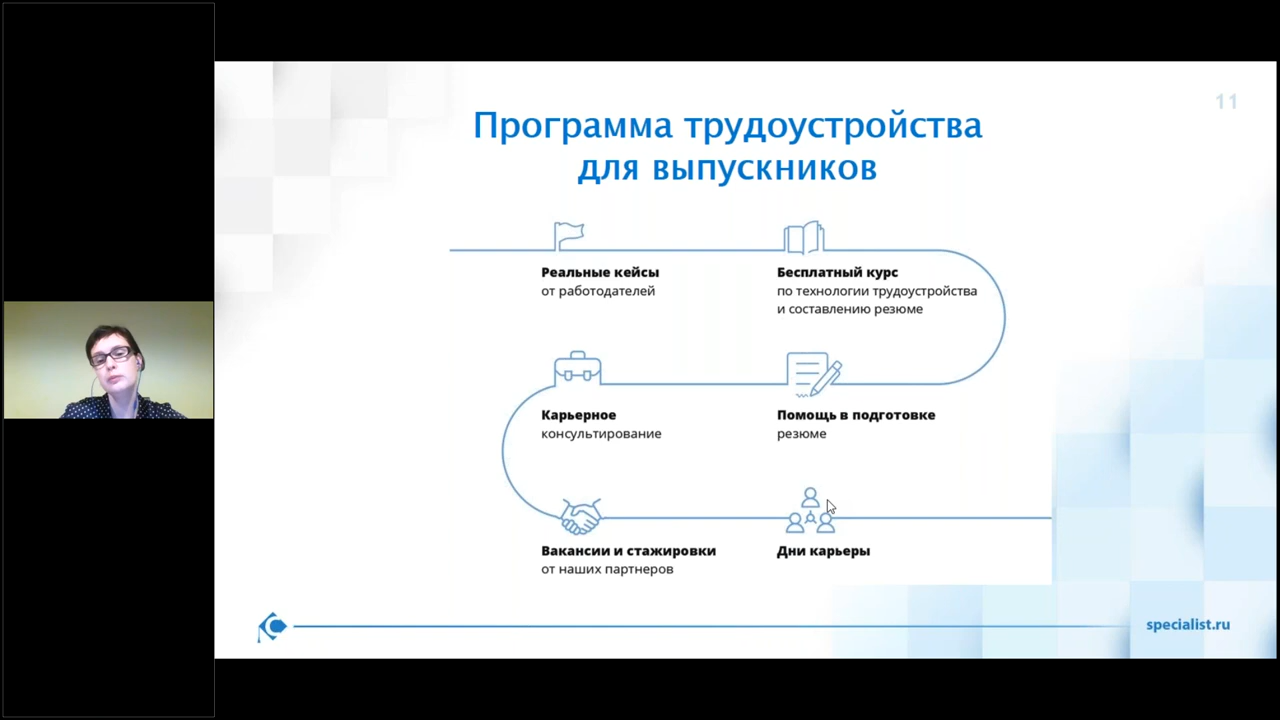 11
Программа трудоустройства
для выпускников
Реальные кейсы
от работодателей
Бесплатный курс
по технологии трудоустройства
и составлению резюме
Карьерное
консультирование
Помощь в подготовке
резюме
Вакансии и стажировки
от наших партнеров
Дни карьеры
specialist.ru